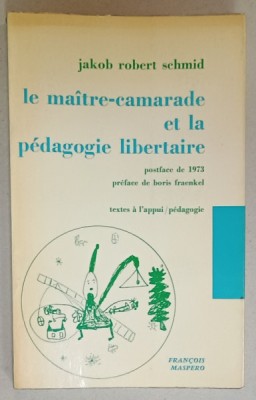 jakob robert schmid
le maître-camarade
et la
pédagogie libertaire
postface de 1973
préface de boris fraenkel
textes à l'appui/pédagogie
FRANÇOIS
MASPERO